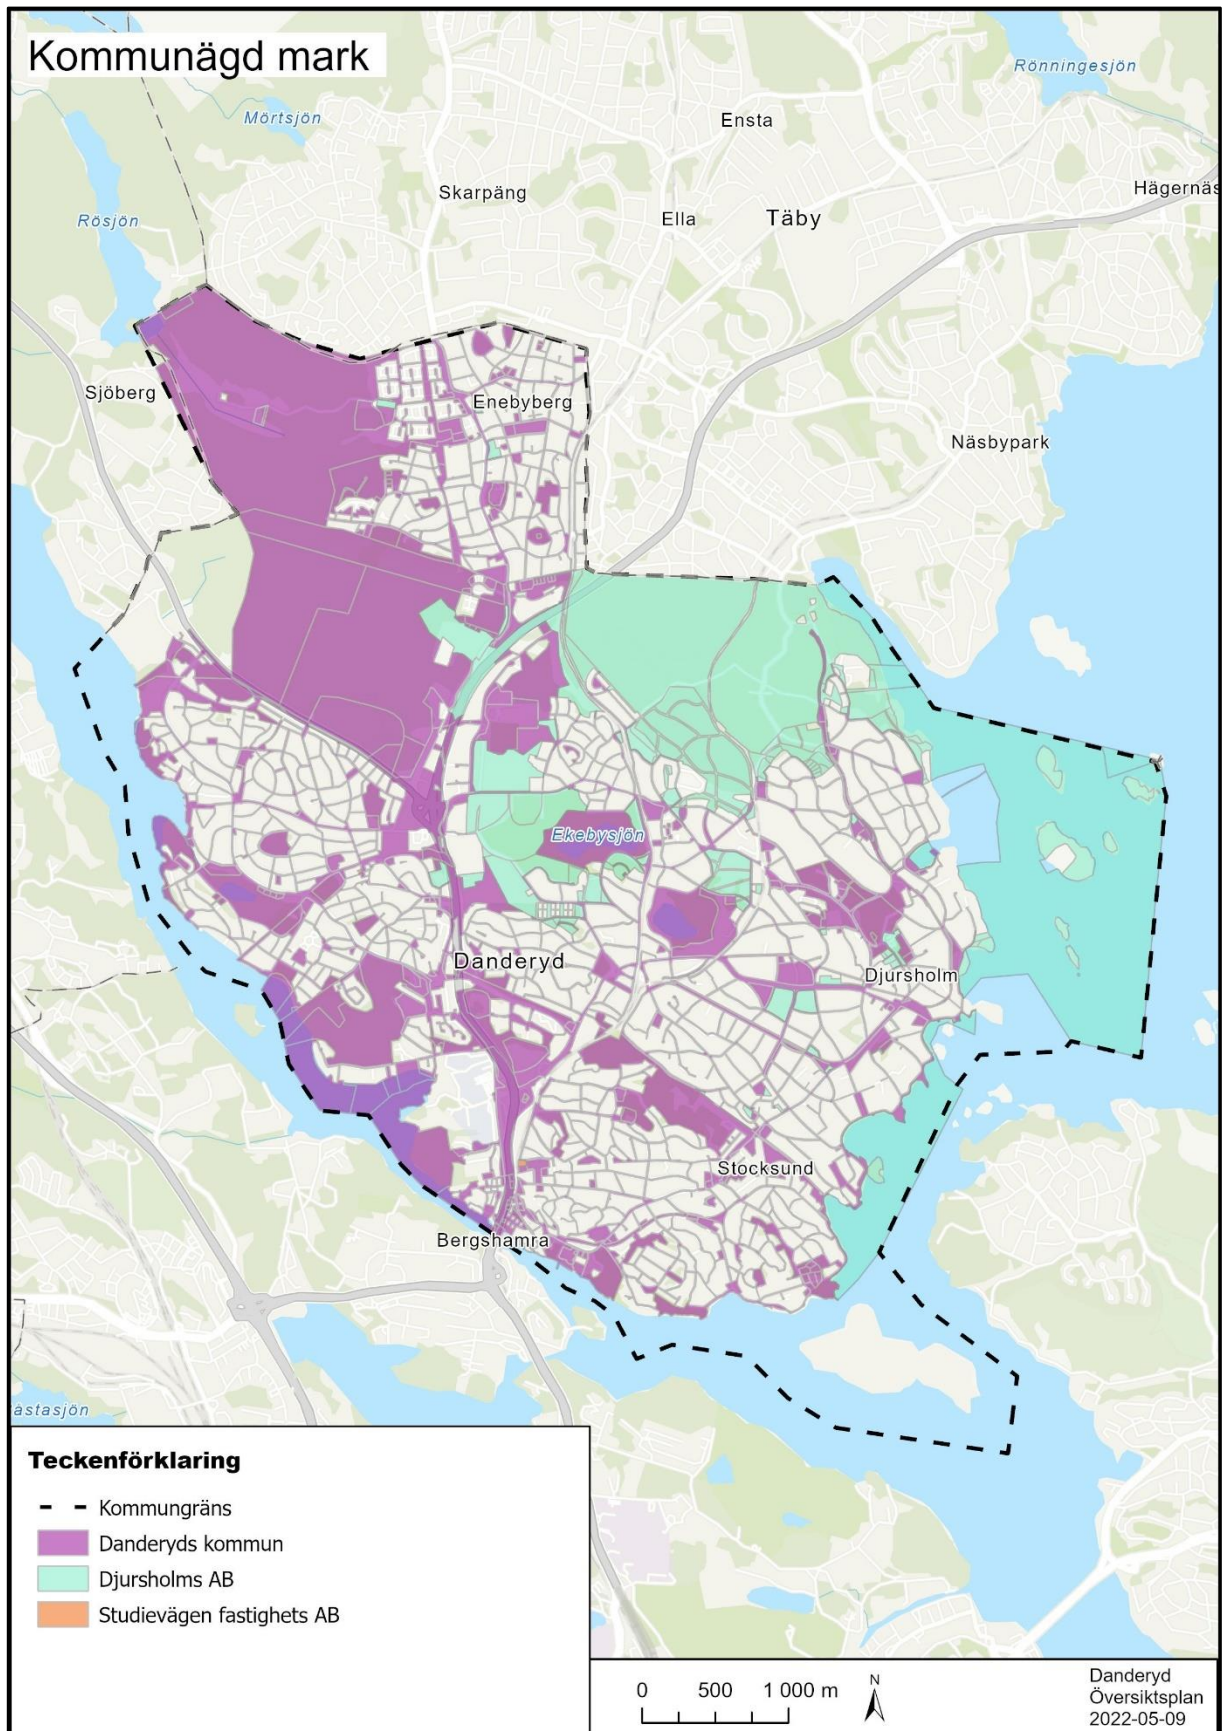 Kommunägd mark
Rönningesjön
Mörtsjön
Ensta
Skarpäng
Hägernäs
Rösjön
Ella
Täby
Sjöberg
Enebyberg
Näsbypark
Ekebysjön
Danderyd
Djursholm
Stocksund
Bergshamra
åstasjön
Teckenförklaring
Kommungräns
Danderyds kommun
Djursholms AB
Studievägen fastighets AB
0 500 1 000 m
N
Danderyd
Översiktsplan
2022-05-09